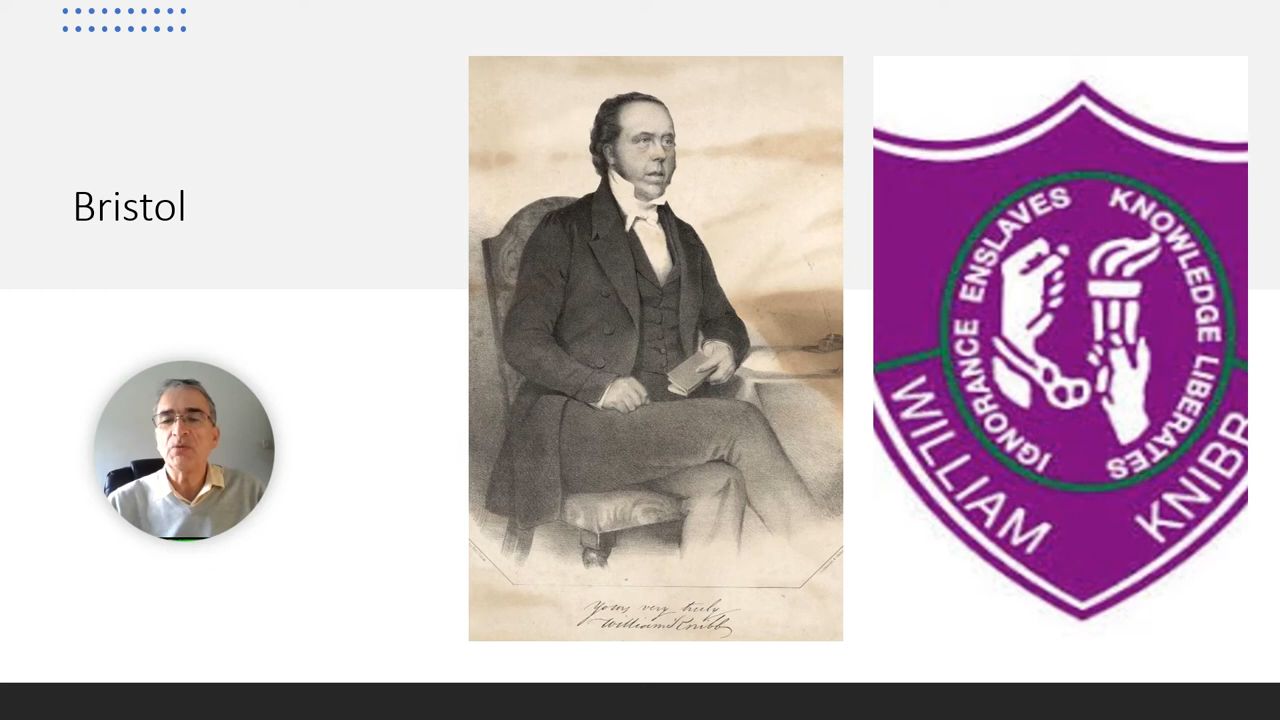 Bristol
Yours very truly
William Knibb
IGNORANCE ENSLAVES
KNOWLEDGE LIBERATES
WILLIAM
KNIBB